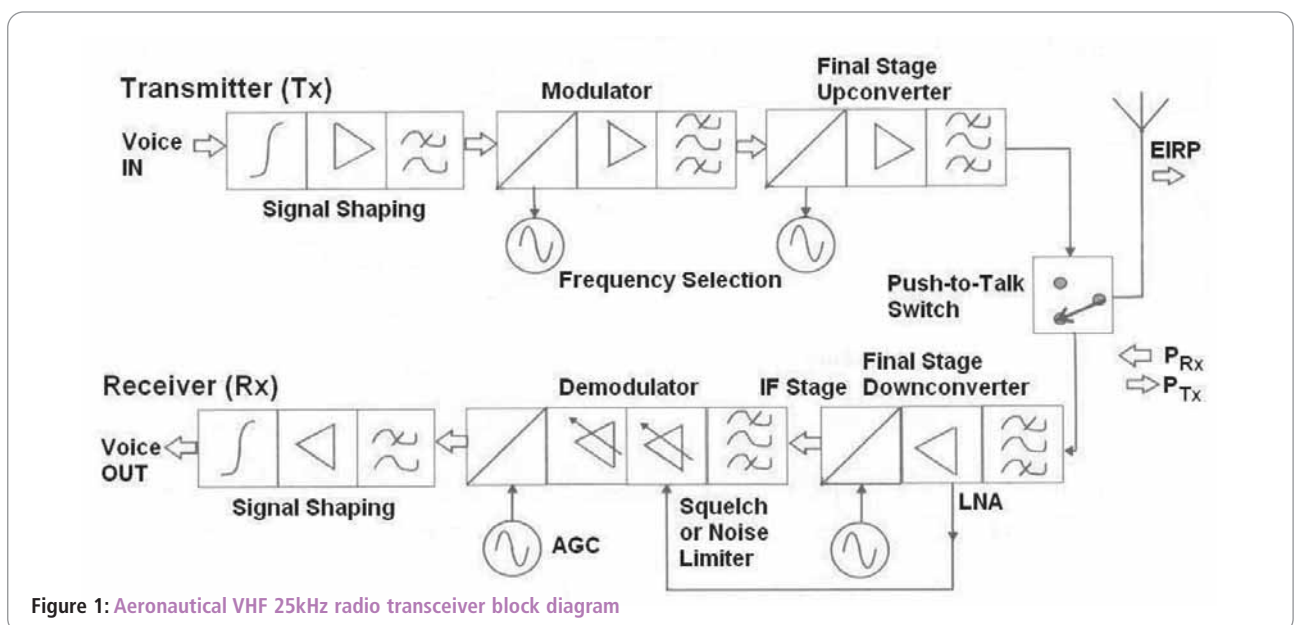 Transmitter (Tx)
Voice
IN
Signal Shaping
Modulator
Final Stage
Upconverter
Frequency Selection
EIRP
Push-to-Talk
Switch
PRx
PTx
Receiver (Rx)
Voice
OUT
Signal Shaping
Demodulator
IF Stage
Final Stage
Downconverter
AGC
Squelch
or Noise
Limiter
LNA
Figure 1: Aeronautical VHF 25kHz radio transceiver block diagram